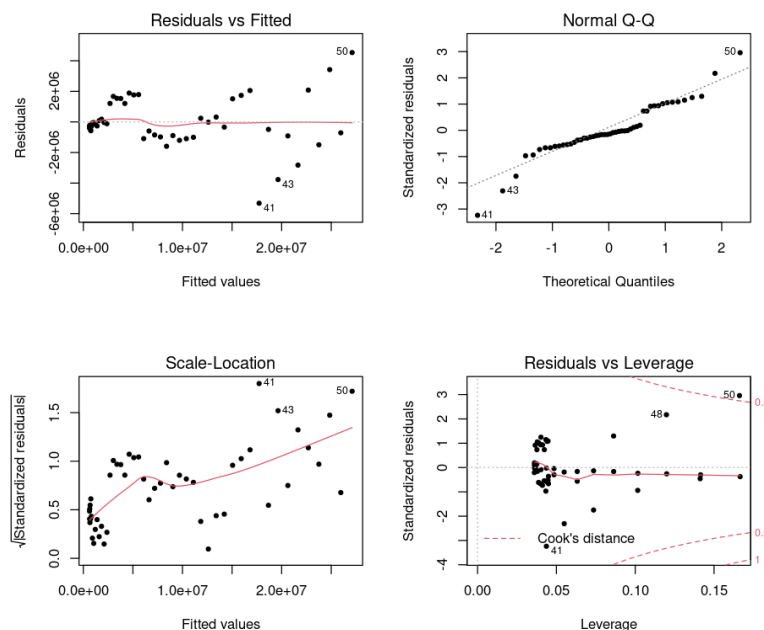 Residuals vs Fitted
Residuals
2e+06
-2e+06
-6e+06
50
43
41
0.0e+00 1.0e+07 2.0e+07
Fitted values
Normal Q-Q
Standardized residuals
3
2
1
0
-1
-2
-3
50
43
41
-2 -1 0 1 2
Theoretical Quantiles
Scale-Location
√|Standardized residuals|
1.5
1.0
0.5
0.0
41
50
43
0.0e+00 1.0e+07 2.0e+07
Fitted values
Residuals vs Leverage
Standardized residuals
3
2
1
0
-2
-4
50
48
41
Cook's distance
0.
0.
1
0.00 0.05 0.10 0.15
Leverage